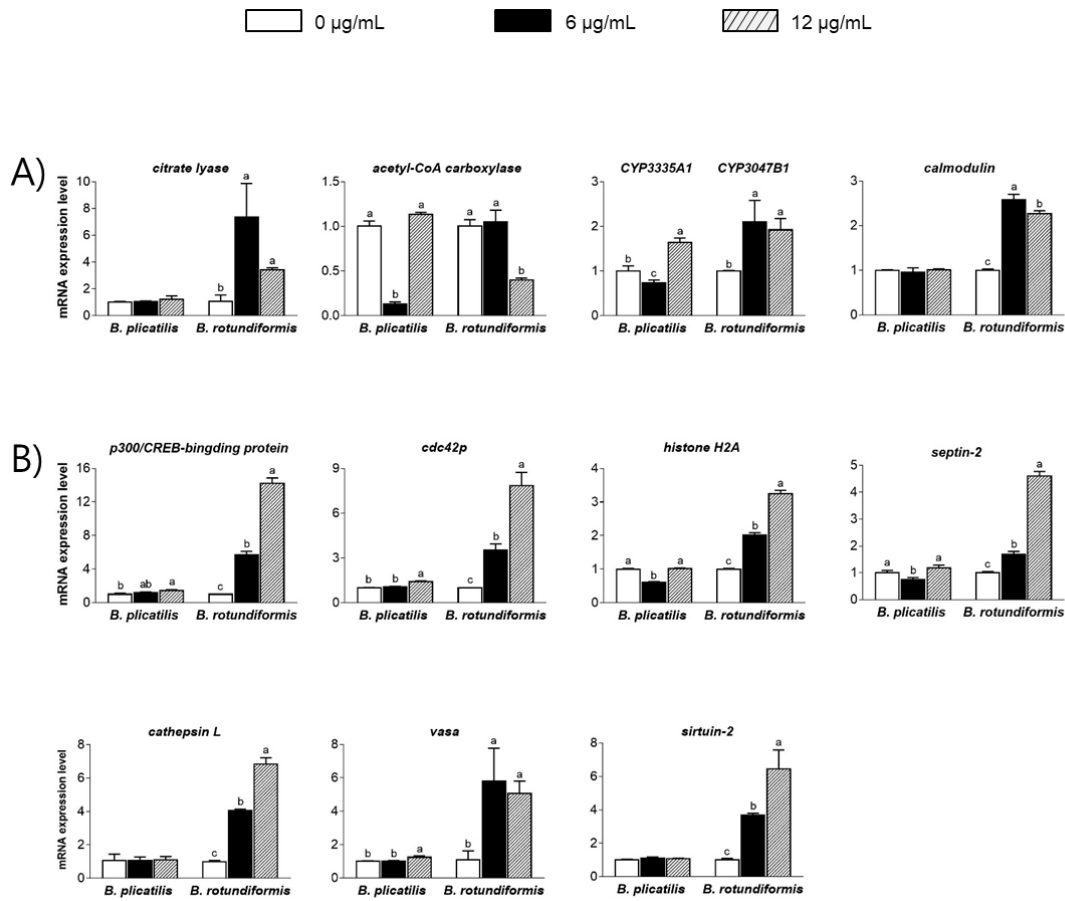 0 µg/mL 6 µg/mL 12 µg/mL
A)
citrate lyase acetyl-CoA carboxylase CYP3335A1 CYP3047B1 calmodulin
mRNA expression level
10 8 6 4 2 0
a b a
B. plicatilis B. rotundiformis
1.5 1.0 0.5 0.0
a b a a a b
B. plicatilis B. rotundiformis
3 2 1 0
b c a b a a
B. plicatilis B. rotundiformis
3 2 1 0
c a b
B. plicatilis B. rotundiformis
B)
p300/CREB-bingding protein cdc42p histone H2A septin-2
mRNA expression level
16 12 8 4 0
b ab a c b a
B. plicatilis B. rotundiformis
9 6 3 1 0
b b a c b a
B. plicatilis B. rotundiformis
4 3 2 1 0
a b a c b a
B. plicatilis B. rotundiformis
5 4 3 2 1 0
a b a c b a
B. plicatilis B. rotundiformis
cathepsin L vasa sirtuin-2
mRNA expression level
8 6 4 2 0
c b a
B. plicatilis B. rotundiformis
8 6 4 2 0
b b a b a a
B. plicatilis B. rotundiformis
8 6 4 2 0
c b a
B. plicatilis B. rotundiformis